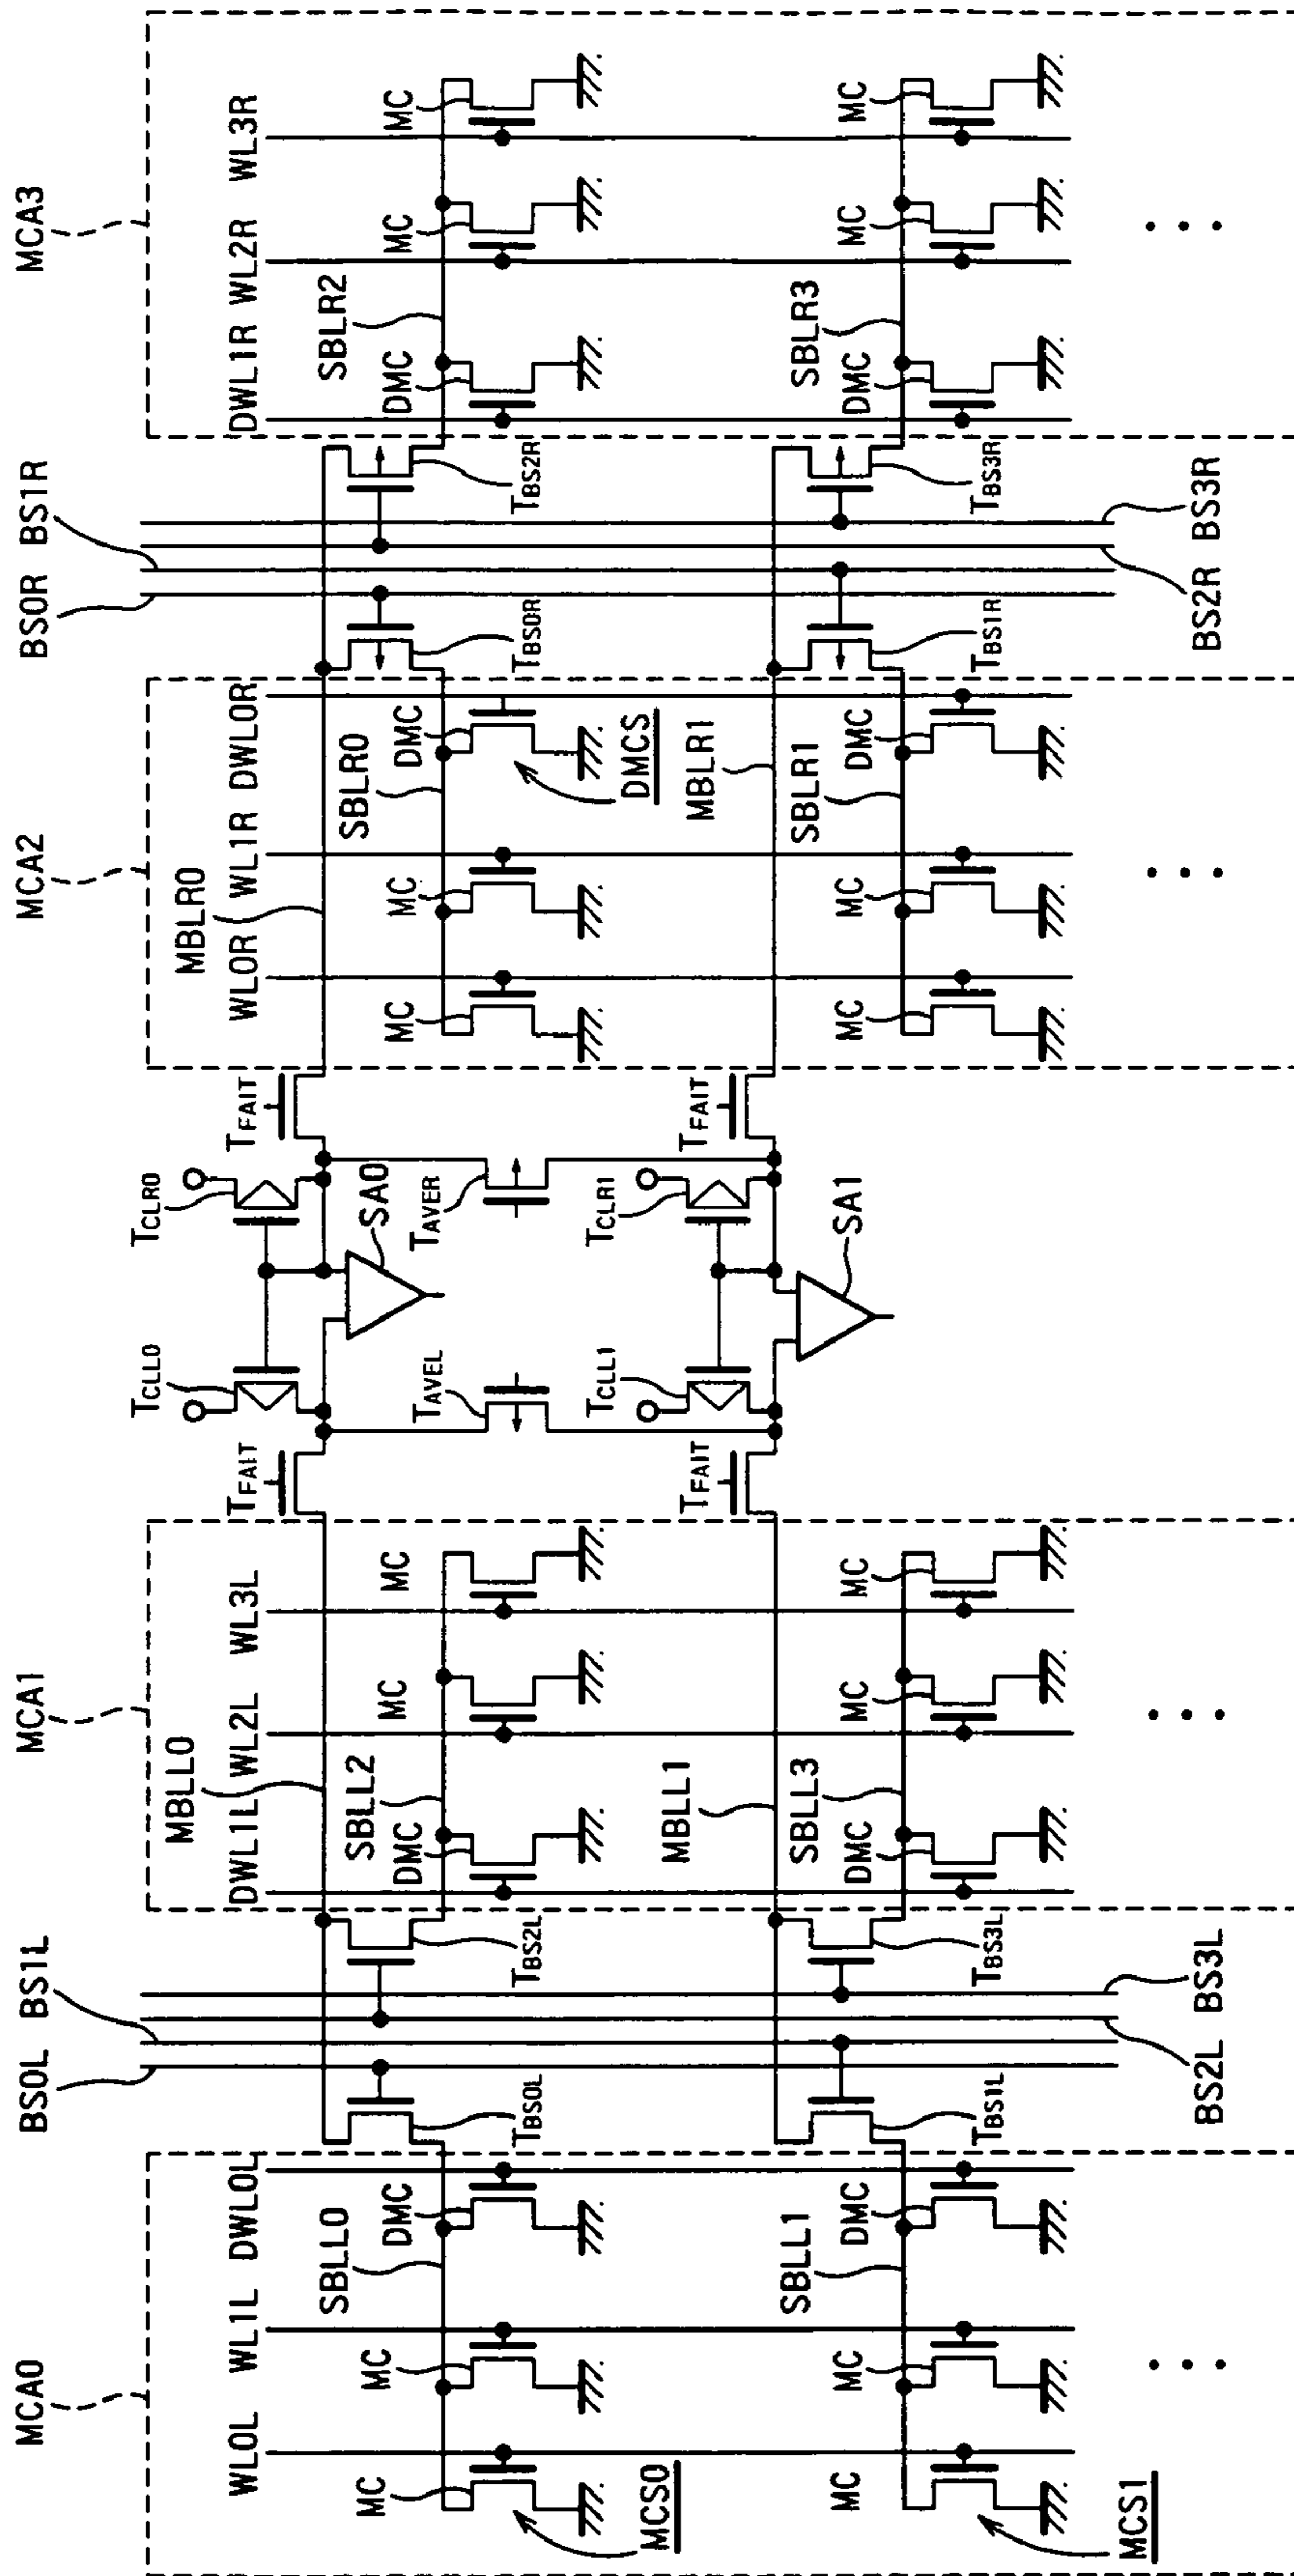 MCA0 MCA1 MCA2 MCA3
BS0L BS1L BS0R BS1R
WL0L WL1L DWL0L DWL1L WL2L WL3L WL0R WL1R DWL0R DWL1R WL2R WL3R
MBLL0 MBLR0
TFAIT TCLL0 TCLR0 TFAIT
SBLL0 SBLL2 SBLR0 SBLR2
SA0
MC MC DMC DMC MC MC MC MC DMC DMC MC MC
TAVEL TAVER
TBS0L TBS2L TBS0R TBS2R
MCS0 DMCS
MBLL1 MBLR1
TFAIT TCLL1 TCLR1 TFAIT
SBLL1 SBLL3 SBLR1 SBLR3
SA1
MC MC DMC DMC MC MC MC MC DMC DMC MC MC
TBS1L TBS3L TBS1R TBS3R
MCS1
BS2L BS3L BS2R BS3R